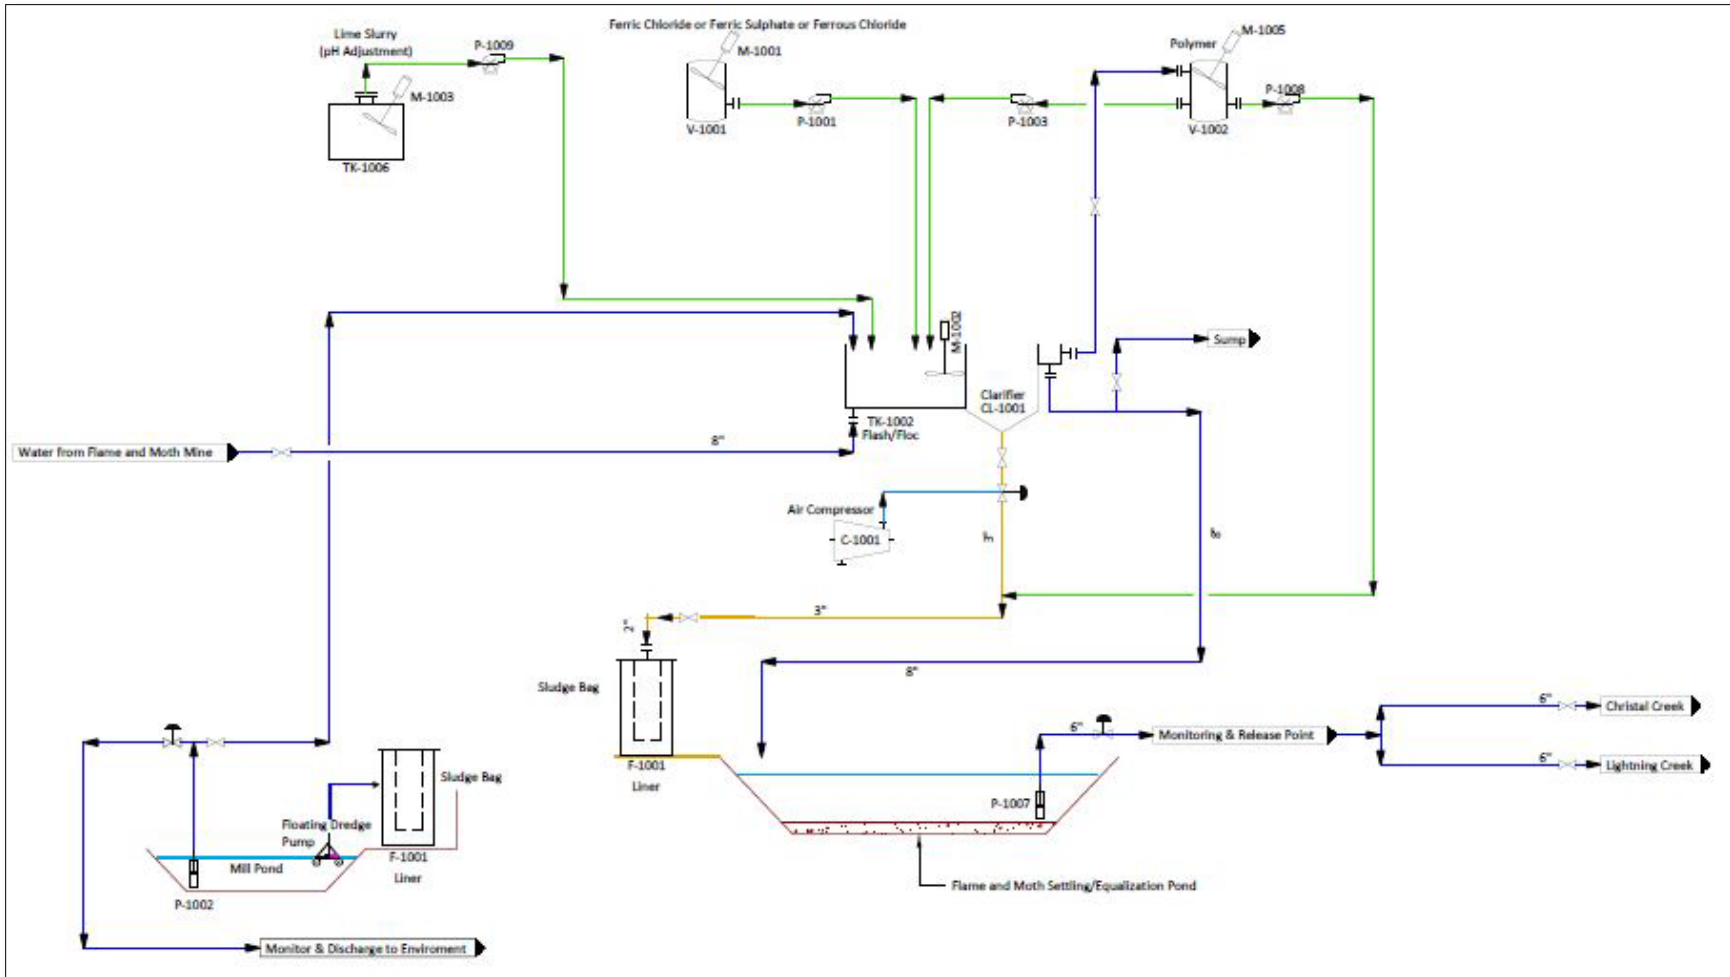 Ferric Chloride or Ferric Sulphate or Ferrous Chloride
Lime Slurry
(pH Adjustment)
P-1009
M-1003
TK-1006
M-1001
V-1001
P-1001
P-1003
Polymer
M-1005
P-1008
V-1002
M-1002
Sump
Clarifier
CL-1001
TK-1002
Flash/Floc
Water from Flame and Moth Mine
8"
Air Compressor
C-1001
3"
8"
3"
2"
8"
Sludge Bag
F-1001
Liner
6"
Monitoring & Release Point
6"
Christal Creek
6"
Lightning Creek
P-1007
Flame and Moth Settling/Equalization Pond
Sludge Bag
Floating Dredge
Pump
Mill Pond
F-1001
Liner
P-1002
Monitor & Discharge to Enviroment